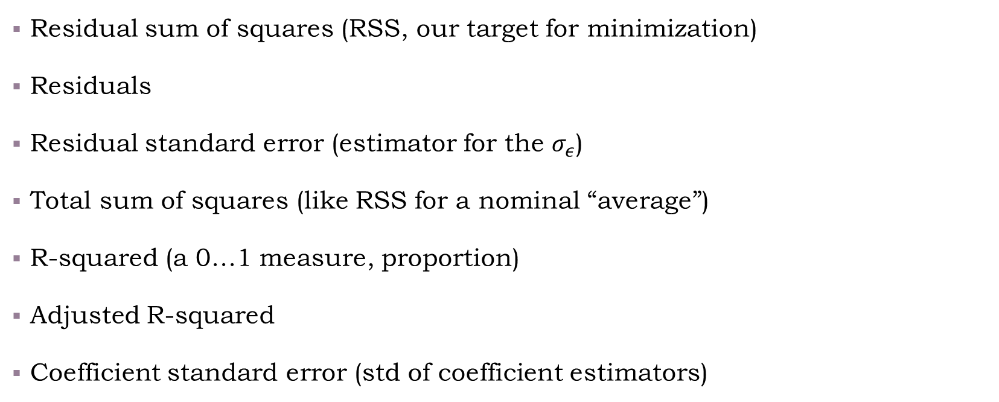 ▪ Residual sum of squares (RSS, our target for minimization)
▪ Residuals
▪ Residual standard error (estimator for the σ_ϵ)
▪ Total sum of squares (like RSS for a nominal “average”)
▪ R-squared (a 0…1 measure, proportion)
▪ Adjusted R-squared
▪ Coefficient standard error (std of coefficient estimators)